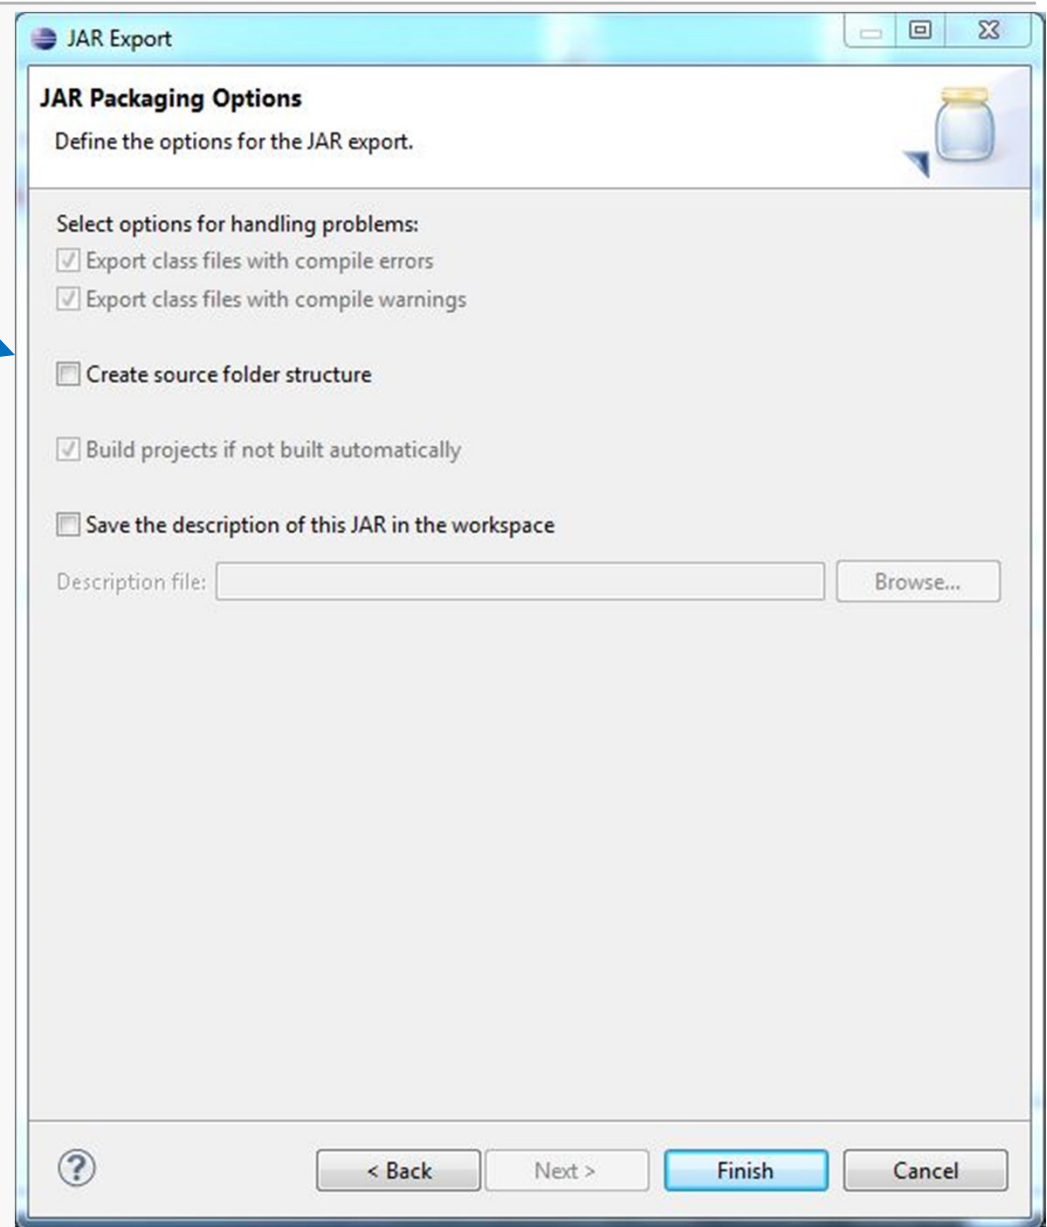 JAR Export
JAR Packaging Options
Define the options for the JAR export.
Select options for handling problems:
Export class files with compile errors
Export class files with compile warnings
Create source folder structure
Build projects if not built automatically
Save the description of this JAR in the workspace
Description file: Browse...
? < Back Next > Finish Cancel